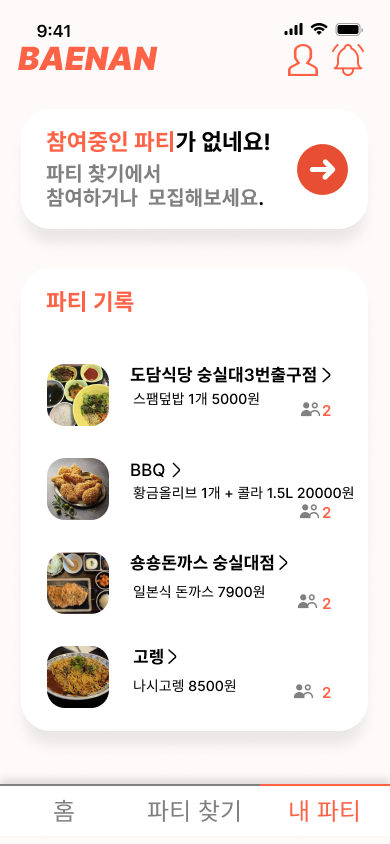 9:41
BAENAN
참여중인 파티가 없네요!
파티 찾기에서
참여하거나 모집해보세요.
파티 기록
도담식당 숭실대3번출구점
스팸덮밥 1개 5000원
2
BBQ
황금올리브 1개 + 콜라 1.5L 20000원
2
숑숑돈까스 숭실대점
일본식 돈까스 7900원
2
고렝
나시고렝 8500원
2
홈 파티 찾기 내 파티